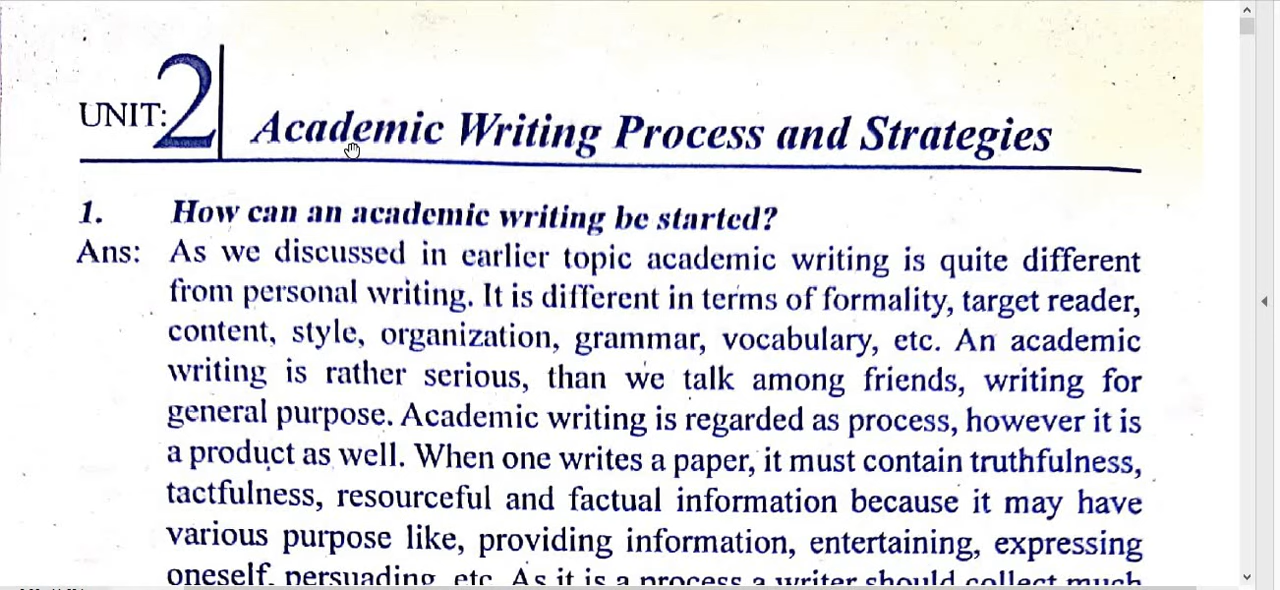 UNIT: 2
Academic Writing Process and Strategies
1. How can an academic writing be started?
Ans: As we discussed in earlier topic academic writing is quite different
from personal writing. It is different in terms of formality, target reader,
content, style, organization, grammar, vocabulary, etc. An academic
writing is rather serious, than we talk among friends, writing for
general purpose. Academic writing is regarded as process, however it is
a product as well. When one writes a paper, it must contain truthfulness,
tactfulness, resourceful and factual information because it may have
various purpose like, providing information, entertaining, expressing
oneself, persuading, etc. As it is a process a writer should collect much